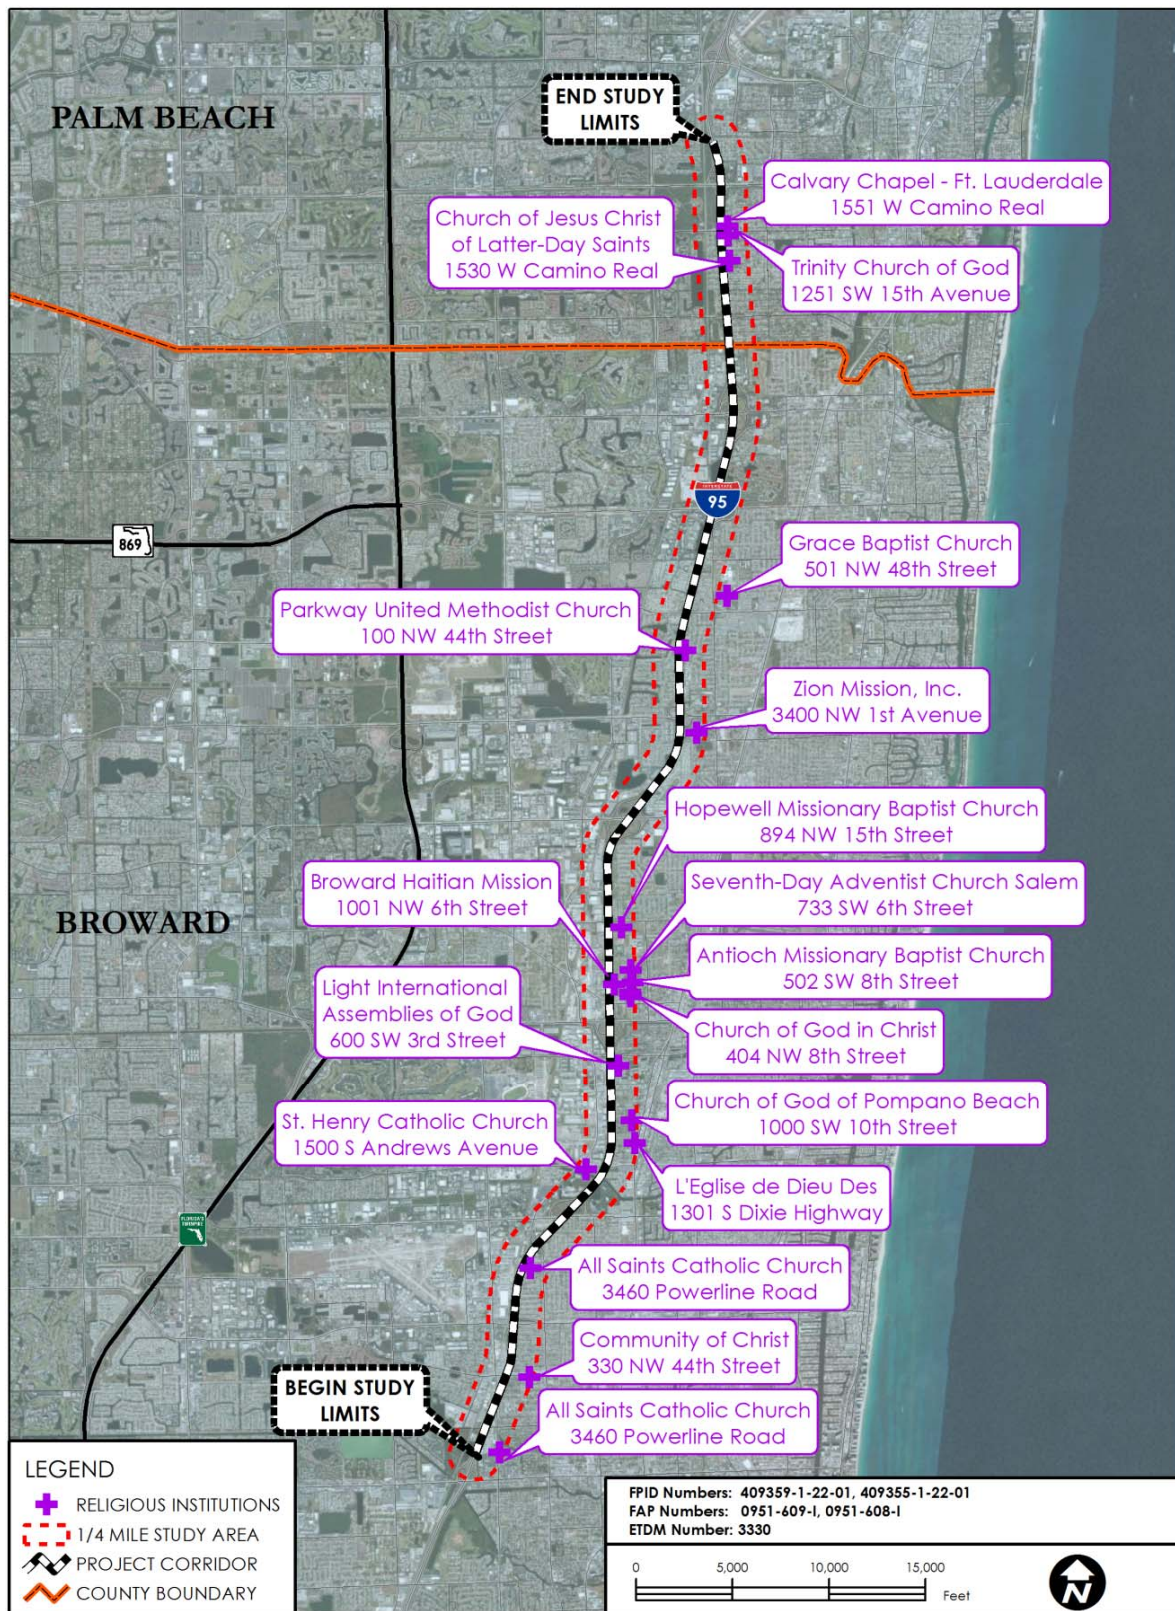 PALM BEACH
END STUDY
LIMITS
Calvary Chapel - Ft. Lauderdale
1551 W Camino Real
Church of Jesus Christ
of Latter-Day Saints
1530 W Camino Real
Trinity Church of God
1251 SW 15th Avenue
INTERSTATE
95
869
Grace Baptist Church
501 NW 48th Street
Parkway United Methodist Church
100 NW 44th Street
Zion Mission, Inc.
3400 NW 1st Avenue
Hopewell Missionary Baptist Church
894 NW 15th Street
Broward Haitian Mission
1001 NW 6th Street
Seventh-Day Adventist Church Salem
733 SW 6th Street
BROWARD
Antioch Missionary Baptist Church
502 SW 8th Street
Light International
Assemblies of God
600 SW 3rd Street
Church of God in Christ
404 NW 8th Street
Church of God of Pompano Beach
1000 SW 10th Street
St. Henry Catholic Church
1500 S Andrews Avenue
L'Eglise de Dieu Des
1301 S Dixie Highway
FLORIDA'S
TURNPIKE
All Saints Catholic Church
3460 Powerline Road
Community of Christ
330 NW 44th Street
BEGIN STUDY
LIMITS
All Saints Catholic Church
3460 Powerline Road
LEGEND
RELIGIOUS INSTITUTIONS
1/4 MILE STUDY AREA
PROJECT CORRIDOR
COUNTY BOUNDARY
FPID Numbers: 409359-1-22-01, 409355-1-22-01
FAP Numbers: 0951-609-I, 0951-608-I
ETDM Number: 3330
0 5,000 10,000 15,000
Feet
N